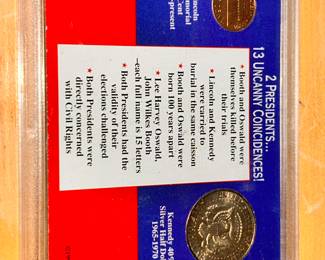 2 PRESIDENTS...
13 UNCANNY COINCIDENCES!
• Booth and Oswald were
themselves killed before
their trials
• Lincoln and Kennedy
were carried to
burial in the same caisson
• Booth and Oswald were
born 100 years apart
• Lee Harvey Oswald,
John Wilkes Booth
-each full name is 15 letters
• Both Presidents had the
validity of their
elections challenged
• Both Presidents were
directly concerned
with Civil Rights
Lincoln
Memorial
Cent
-present
Kennedy 40%
Silver Half Do
1965-1970